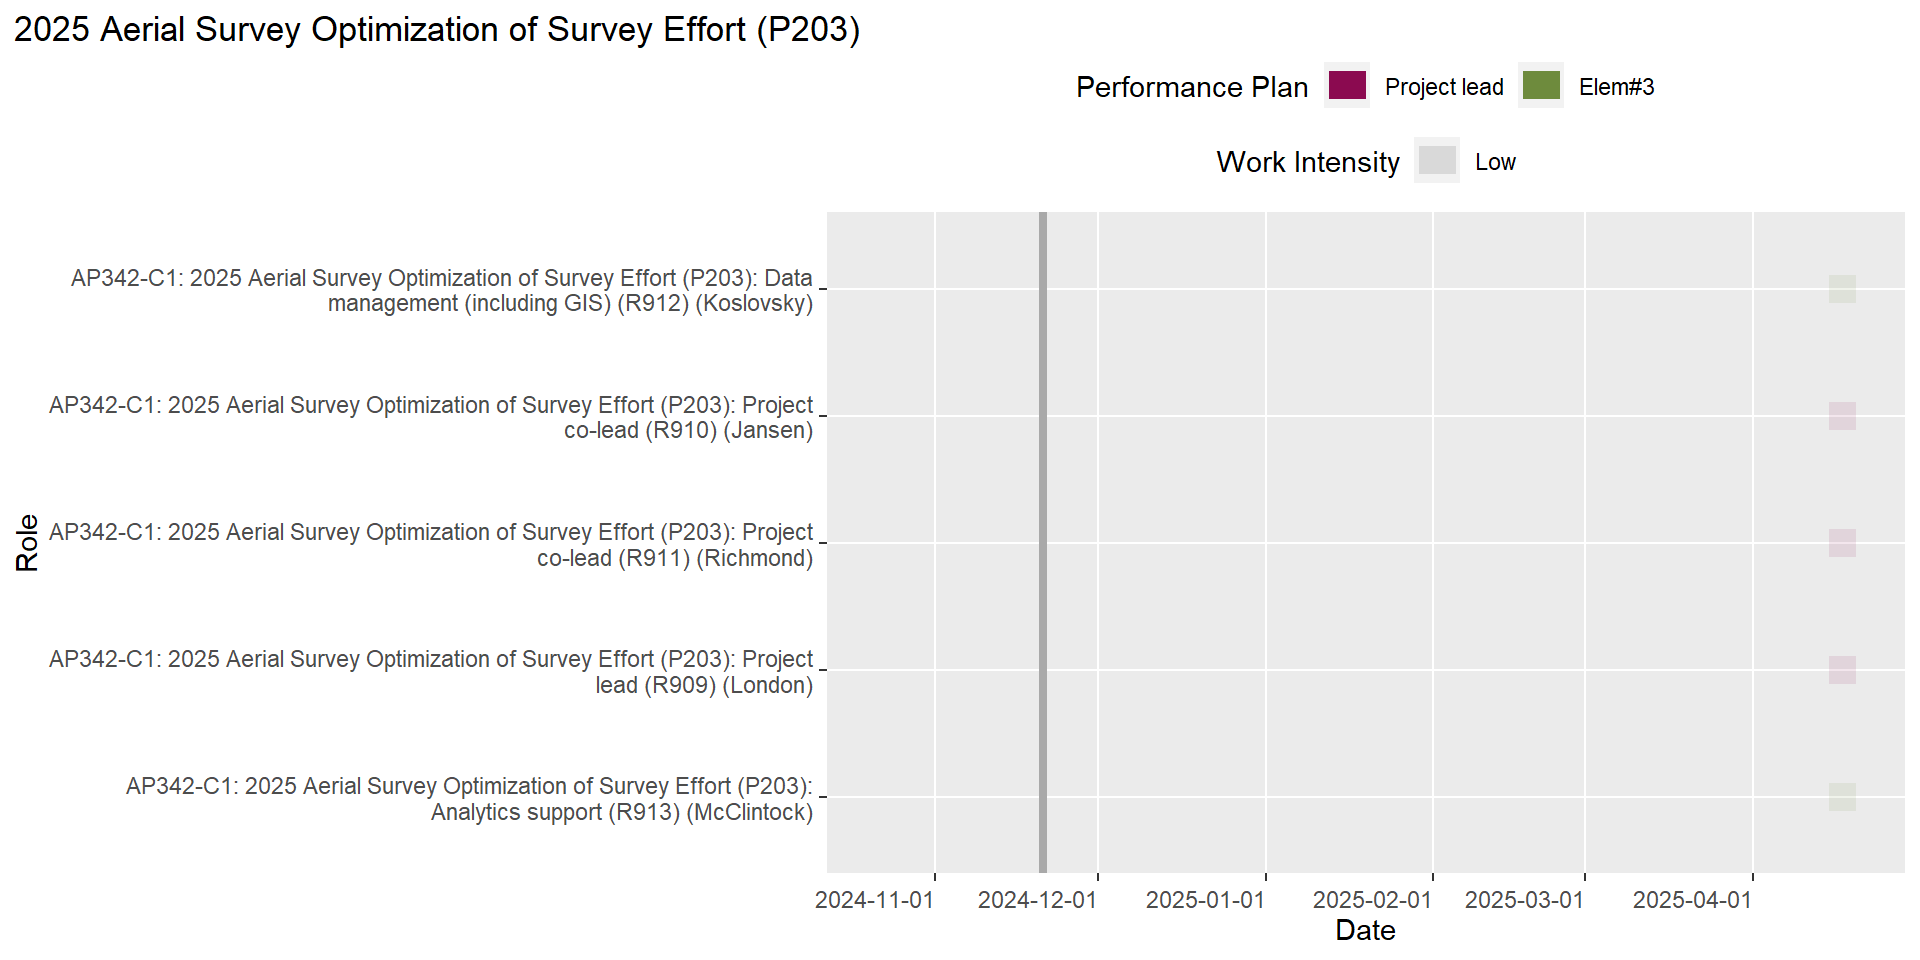 2025 Aerial Survey Optimization of Survey Effort (P203)
Performance Plan Project lead Elem#3
Work Intensity Low
AP342-C1: 2025 Aerial Survey Optimization of Survey Effort (P203): Data
management (including GIS) (R912) (Koslovsky)
AP342-C1: 2025 Aerial Survey Optimization of Survey Effort (P203): Project
co-lead (R910) (Jansen)
Role
AP342-C1: 2025 Aerial Survey Optimization of Survey Effort (P203): Project
co-lead (R911) (Richmond)
AP342-C1: 2025 Aerial Survey Optimization of Survey Effort (P203): Project
lead (R909) (London)
AP342-C1: 2025 Aerial Survey Optimization of Survey Effort (P203):
Analytics support (R913) (McClintock)
2024-11-01 2024-12-01 2025-01-01 2025-02-01 2025-03-01 2025-04-01
Date